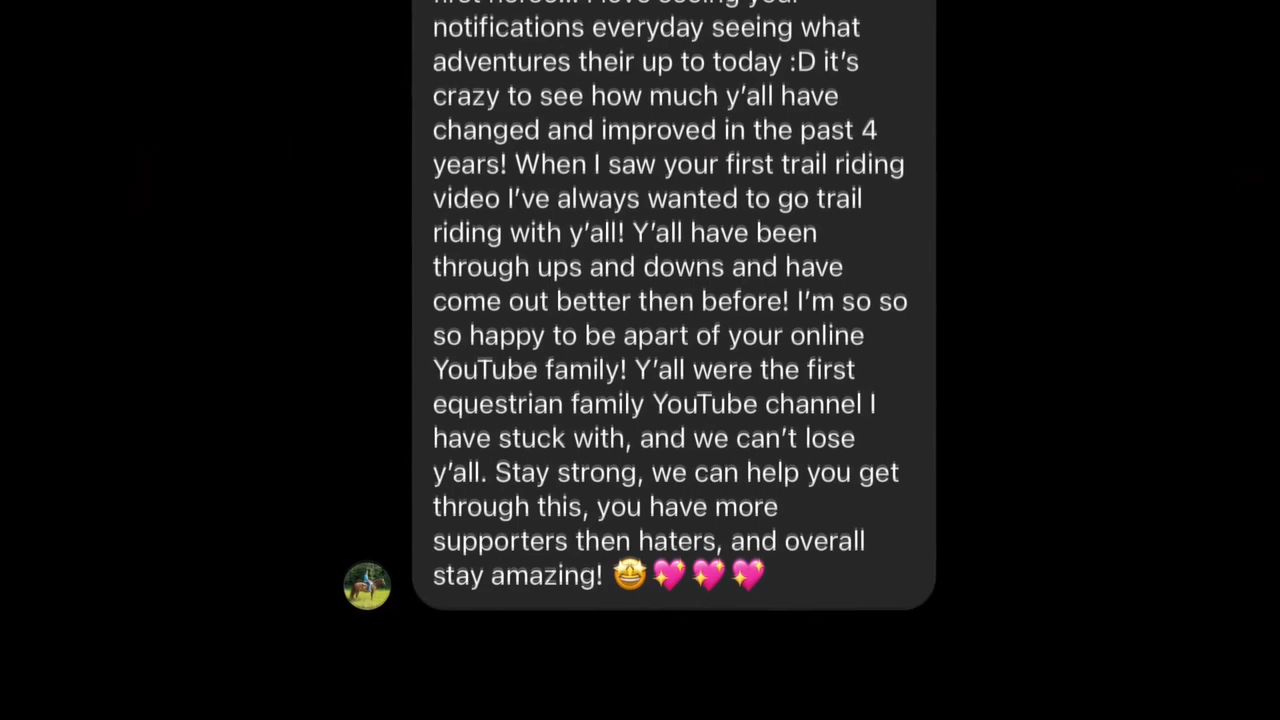 notifications everyday seeing what
adventures their up to today :D it’s
crazy to see how much y’all have
changed and improved in the past 4
years! When I saw your first trail riding
video I’ve always wanted to go trail
riding with y’all! Y’all have been
through ups and downs and have
come out better then before! I’m so so
so happy to be apart of your online
YouTube family! Y’all were the first
equestrian family YouTube channel I
have stuck with, and we can’t lose
y’all. Stay strong, we can help you get
through this, you have more
supporters then haters, and overall
stay amazing! 🤩💖💖💖